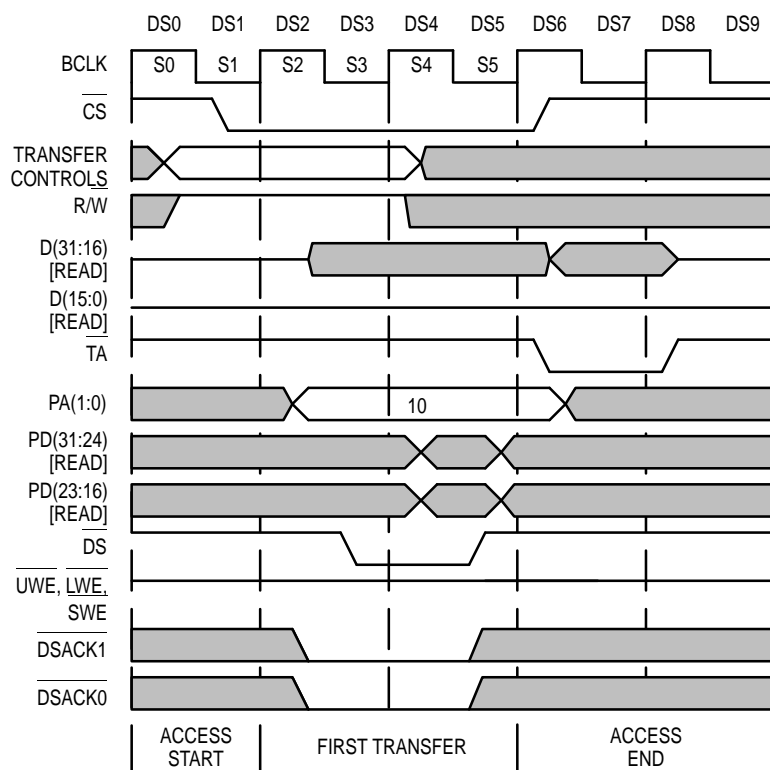 DS0 DS1 DS2 DS3 DS4 DS5 DS6 DS7 DS8 DS9
BCLK S0 S1 S2 S3 S4 S5
CS
TRANSFER
CONTROLS
R/W
D(31:16)
[READ]
D(15:0)
[READ]
TA
PA(1:0) 10
PD(31:24)
[READ]
PD(23:16)
[READ]
DS
UWE, LWE,
SWE
DSACK1
DSACK0
ACCESS
START
FIRST TRANSFER
ACCESS
END